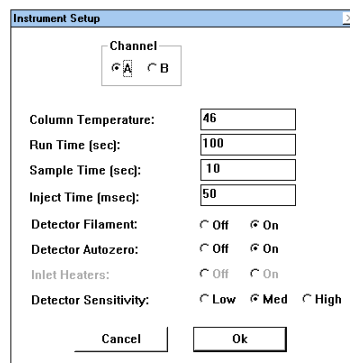 Instrument Setup
Channel
A B
Column Temperature: 46
Run Time (sec): 100
Sample Time (sec): 10
Inject Time (msec): 50
Detector Filament: Off On
Detector Autozero: Off On
Inlet Heaters: Off On
Detector Sensitivity: Low Med High
Cancel Ok